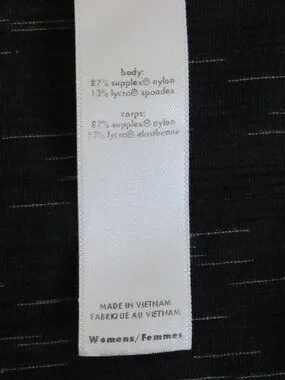 body:
87% supplex® nylon
13% lycra® spandex
corps:
87% supplex® nylon
13% lycra® élasthanne
MADE IN VIETNAM
FABRIQUÉ AU VIETNAM
Womens/Femmes